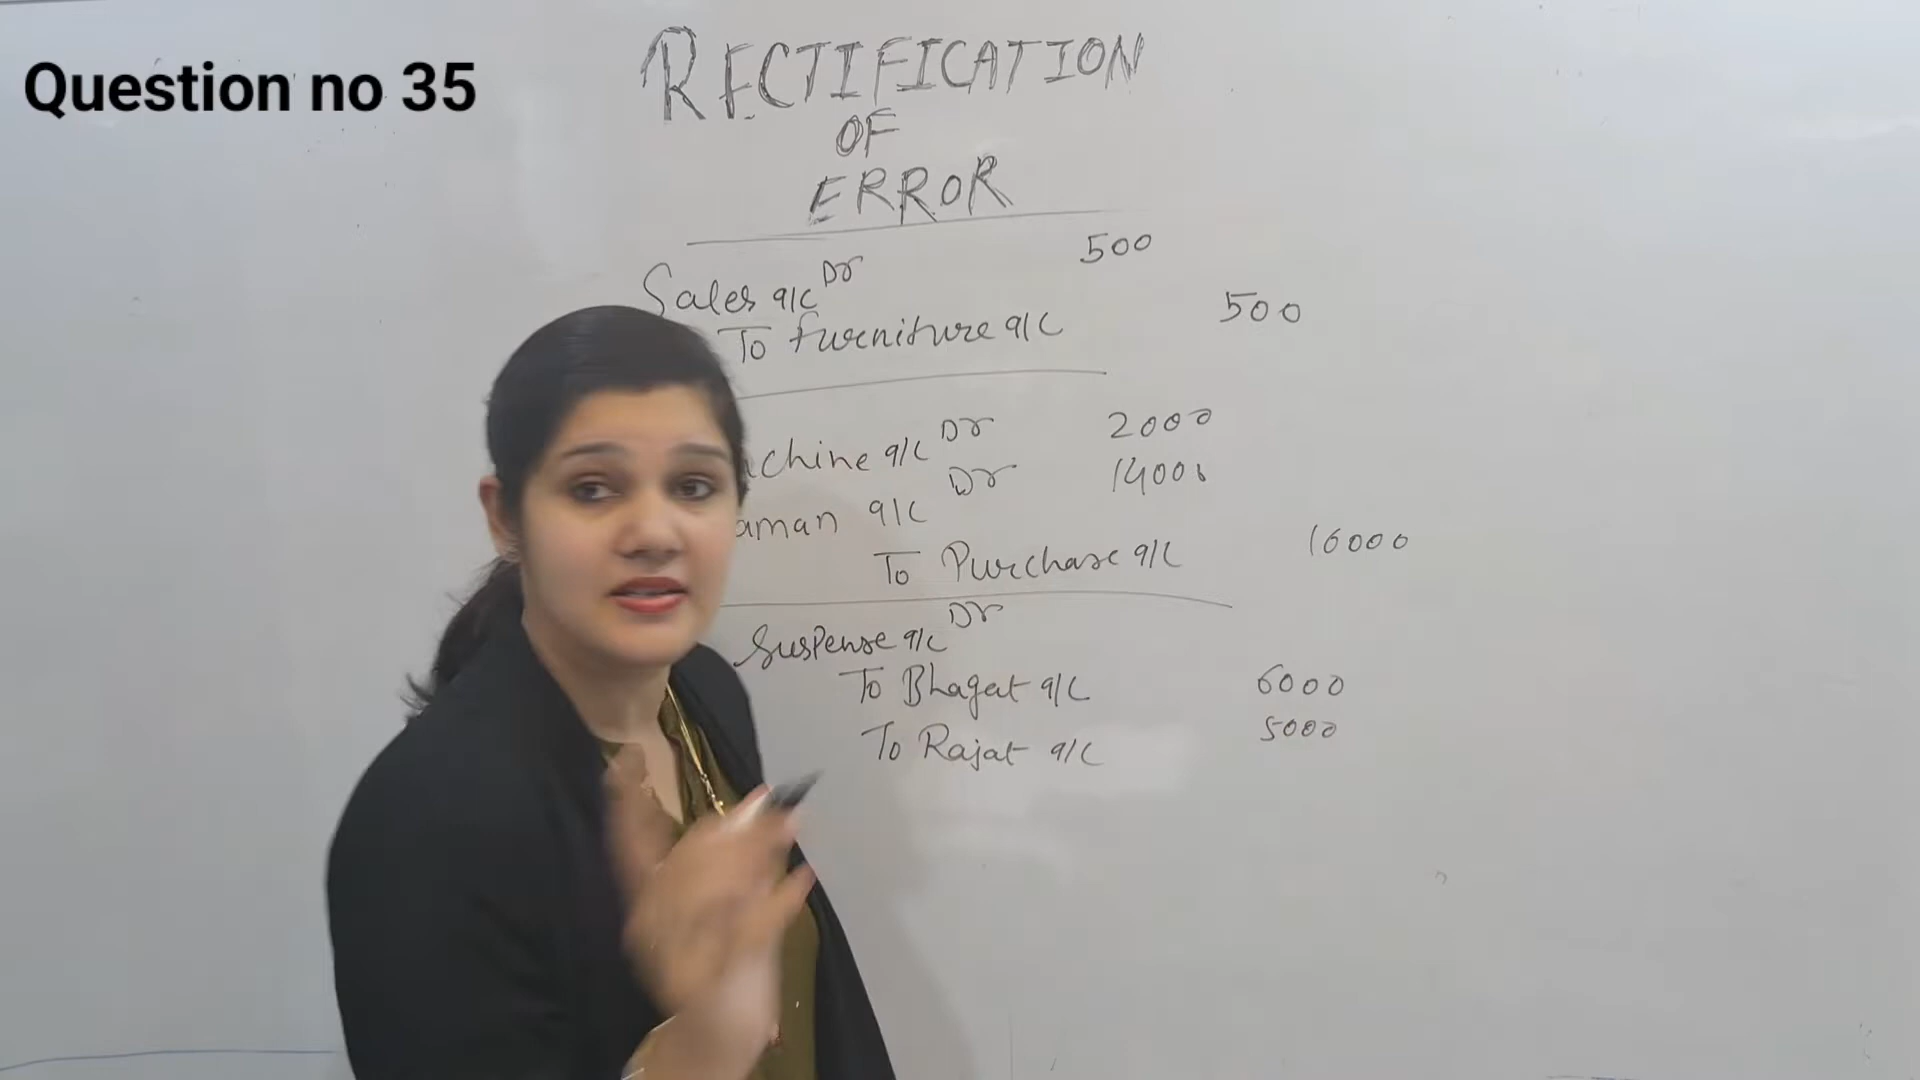 Question no 35
RECTIFICATION
OF
ERROR
Sales a/c Dr 500
To furniture a/c 500
achine a/c Dr 2000
aman a/c Dr 14000
To Purchase a/c 16000
Suspense a/c Dr
To Bhagat a/c 6000
To Rajat a/c 5000